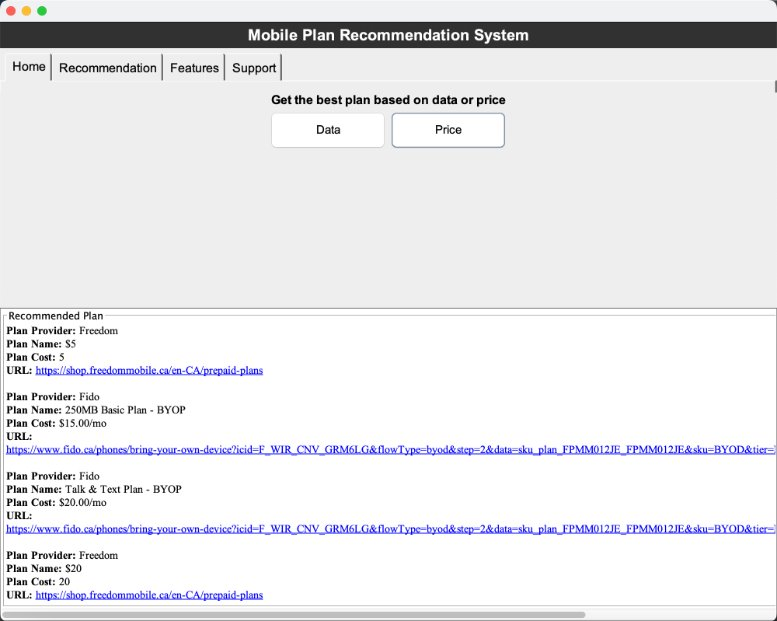 Mobile Plan Recommendation System
Home Recommendation Features Support
Get the best plan based on data or price
Data Price
Recommended Plan
Plan Provider: Freedom
Plan Name: $5
Plan Cost: 5
URL: https://shop.freedommobile.ca/en-CA/prepaid-plans
Plan Provider: Fido
Plan Name: 250MB Basic Plan - BYOP
Plan Cost: $15.00/mo
URL:
https://www.fido.ca/phones/bring-your-own-device?icid=F_WIR_CNV_GRM6LG&flowType=byod&step=2&data=sku_plan_FPMM012JE_FPMM012JE&sku=BYOD&tier=
Plan Provider: Fido
Plan Name: Talk & Text Plan - BYOP
Plan Cost: $20.00/mo
URL:
https://www.fido.ca/phones/bring-your-own-device?icid=F_WIR_CNV_GRM6LG&flowType=byod&step=2&data=sku_plan_FPMM012JE_FPMM012JE&sku=BYOD&tier=
Plan Provider: Freedom
Plan Name: $20
Plan Cost: 20
URL: https://shop.freedommobile.ca/en-CA/prepaid-plans